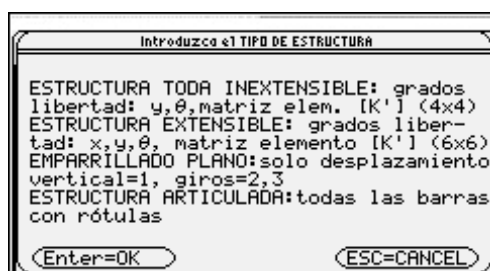 Introduzca el TIPO DE ESTRUCTURA
ESTRUCTURA TODA INEXTENSIBLE: grados
libertad: y,θ,matriz elem. [K'] (4x4)
ESTRUCTURA EXTENSIBLE: grados liber-
tad: x,y,θ, matriz elemento [K'] (6x6)
EMPARRILLADO PLANO:solo desplazamiento
vertical=1, giros=2,3
ESTRUCTURA ARTICULADA:todas las barras
con rótulas
Enter=OK ESC=CANCEL